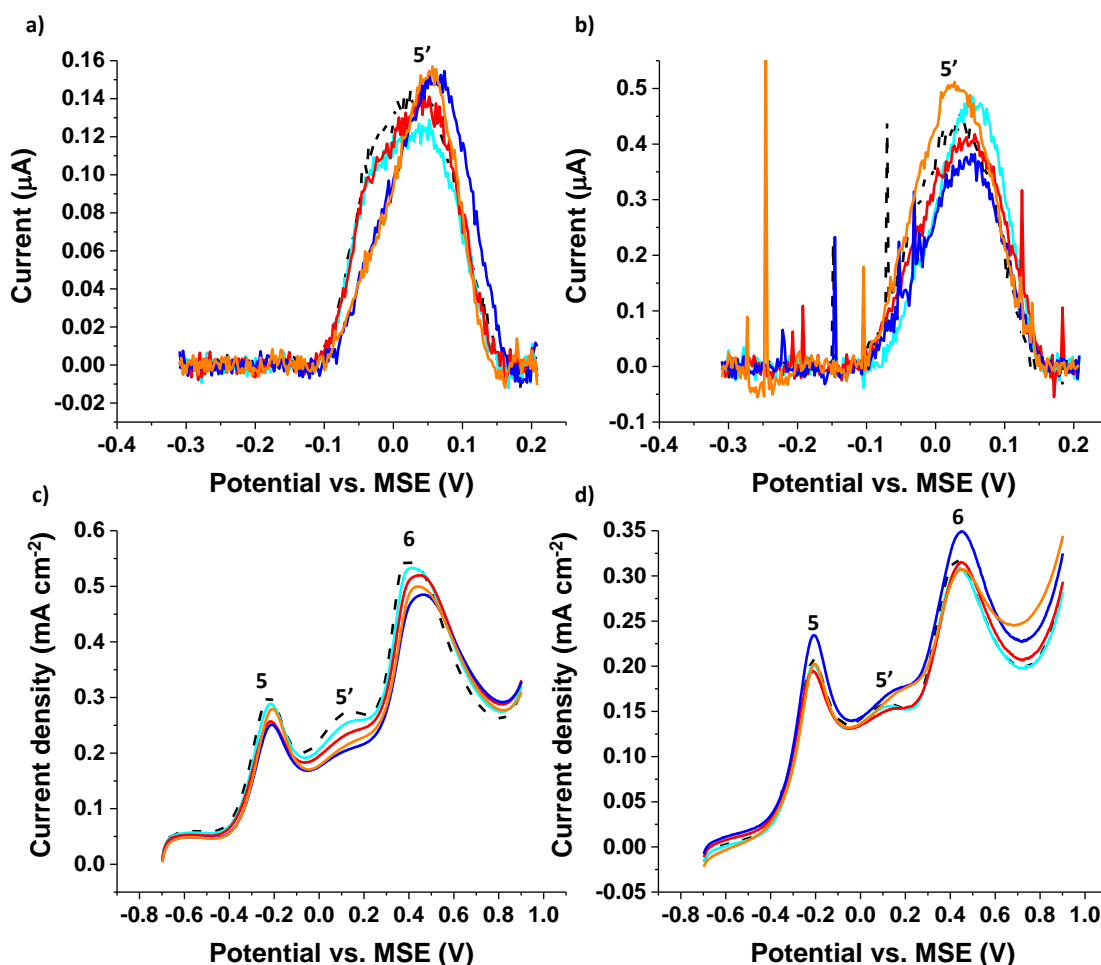 a)
5’
0.16
0.14
0.12
0.10
0.08
0.06
0.04
0.02
0.00
-0.02
Current (μA)
-0.4 -0.3 -0.2 -0.1 0.0 0.1 0.2
Potential vs. MSE (V)
b)
5’
0.5
0.4
0.3
0.2
0.1
0.0
-0.1
Current (μA)
-0.4 -0.3 -0.2 -0.1 0.0 0.1 0.2
Potential vs. MSE (V)
c)
5
5’
6
0.6
0.5
0.4
0.3
0.2
0.1
0.0
Current density (mA cm-2)
-0.8 -0.6 -0.4 -0.2 0.0 0.2 0.4 0.6 0.8 1.0
Potential vs. MSE (V)
d)
5
5’
6
0.35
0.30
0.25
0.20
0.15
0.10
0.05
0.00
-0.05
Current density (mA cm-2)
-0.8 -0.6 -0.4 -0.2 0.0 0.2 0.4 0.6 0.8 1.0
Potential vs. MSE (V)